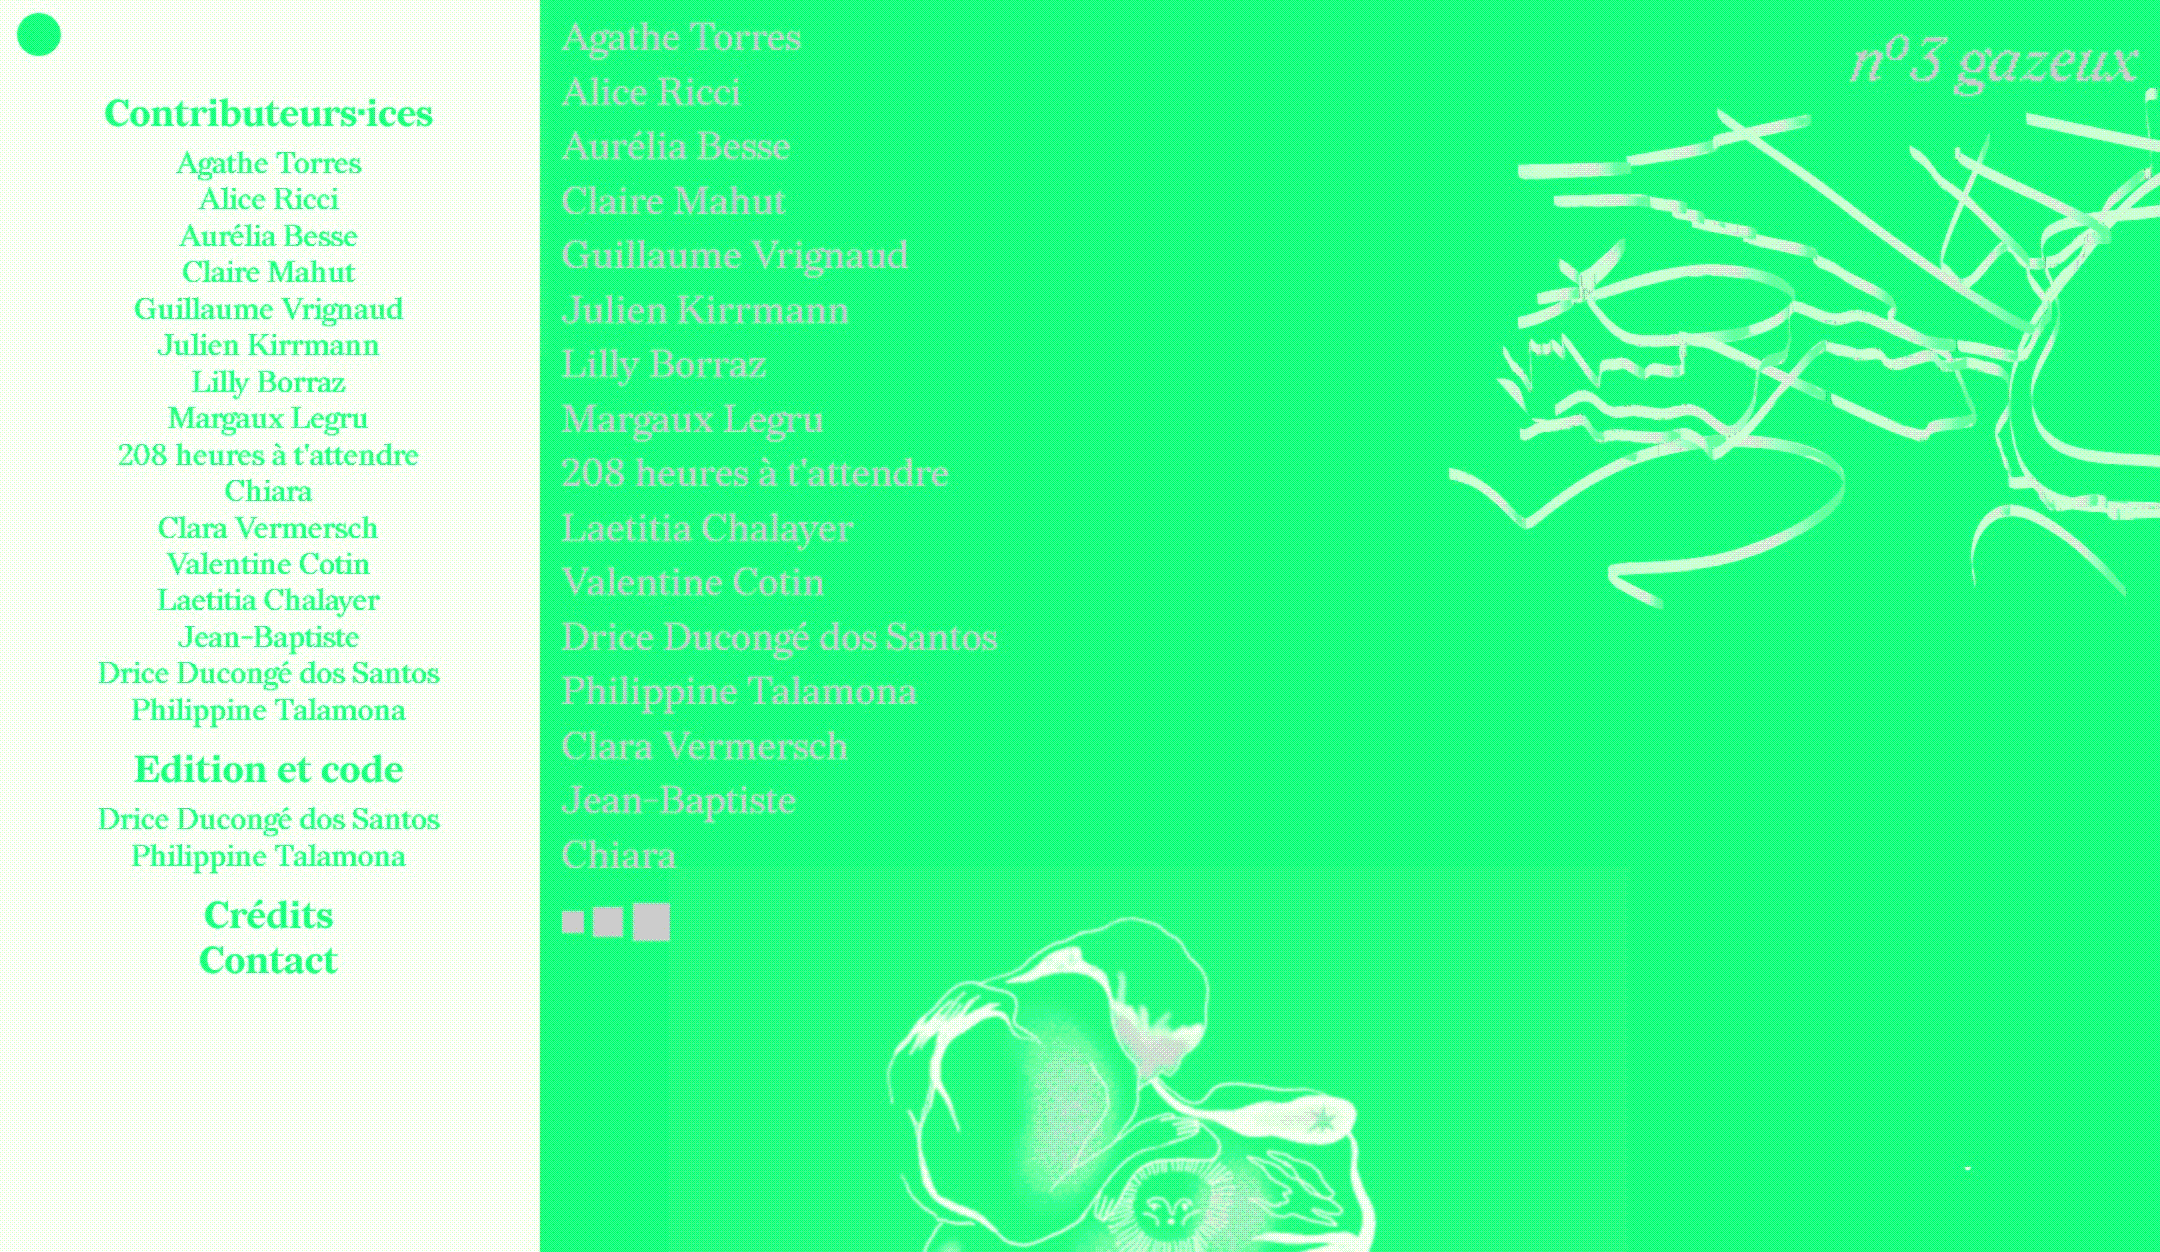 Contributeurs·ices
Agathe Torres
Alice Ricci
Aurélia Besse
Claire Mahut
Guillaume Vrignaud
Julien Kirrmann
Lilly Borraz
Margaux Legru
208 heures à t'attendre
Chiara
Clara Vermersch
Valentine Cotin
Laetitia Chalayer
Jean-Baptiste
Drice Ducongé dos Santos
Philippine Talamona
Edition et code
Drice Ducongé dos Santos
Philippine Talamona
Crédits
Contact
Agathe Torres
Alice Ricci
Aurélia Besse
Claire Mahut
Guillaume Vrignaud
Julien Kirrmann
Lilly Borraz
Margaux Legru
208 heures à t'attendre
Laetitia Chalayer
Valentine Cotin
Drice Ducongé dos Santos
Philippine Talamona
Clara Vermersch
Jean-Baptiste
Chiara
nº3 gazeux